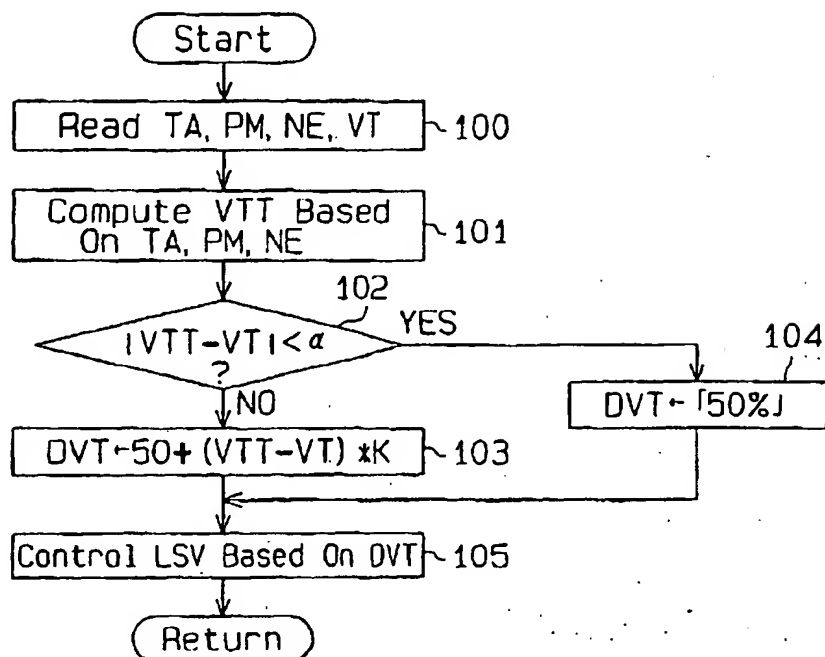 Start
Read TA, PM, NE, VT
100
Compute VTT Based
On TA, PM, NE
101
102
|VTT-VT|<α
?
YES
NO
104
DVT←「50%」
DVT←50+(VTT-VT)*K
103
Control LSV Based On DVT
105
Return